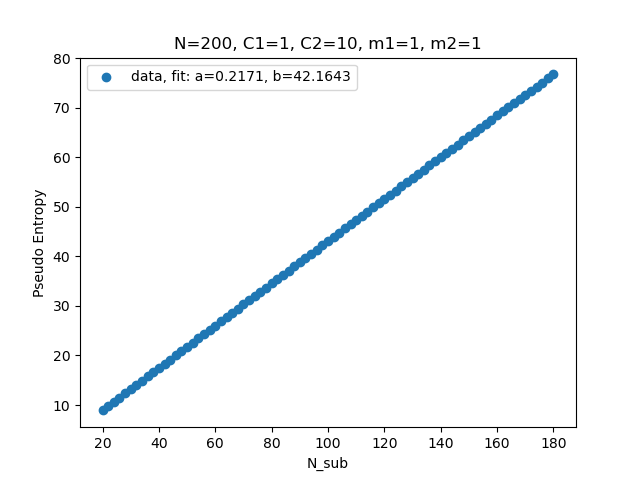 N=200, C1=1, C2=10, m1=1, m2=1
data, fit: a=0.2171, b=42.1643
80
70
60
50
40
30
20
10
Pseudo Entropy
20 40 60 80 100 120 140 160 180
N_sub